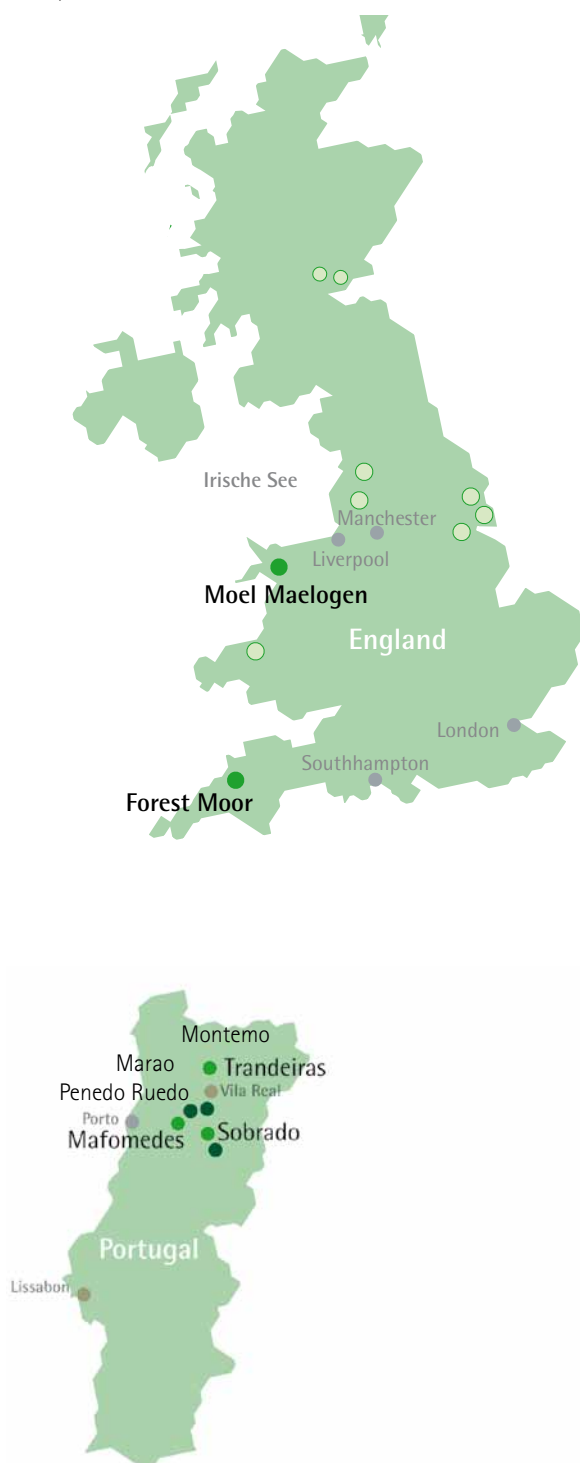 Irische See
Manchester
Liverpool
Moel Maelogen
England
London
Southhampton
Forest Moor
Montemo
Marao
Trandeiras
Penedo Ruedo
Vila Real
Porto
Mafomedes
Sobrado
Portugal
Lissabon